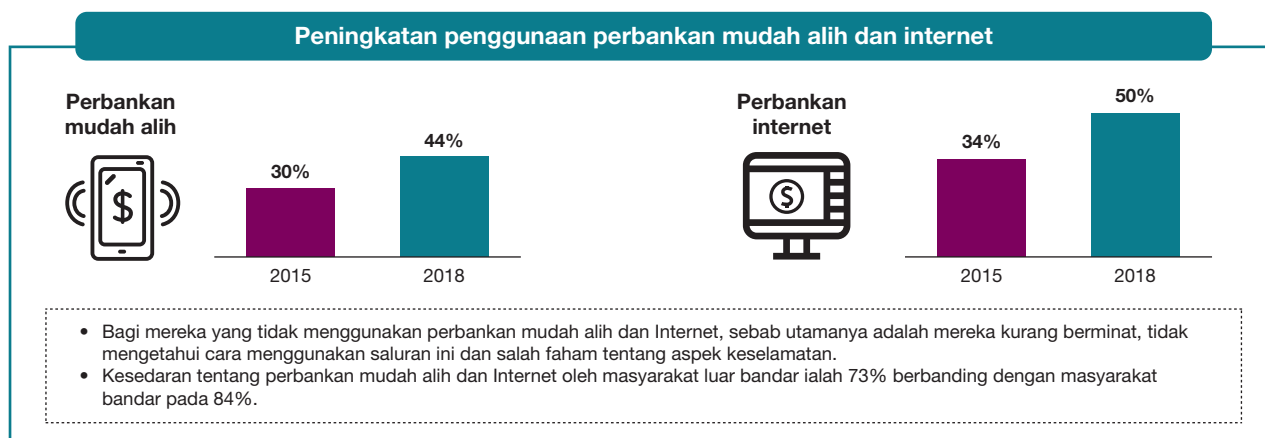 Peningkatan penggunaan perbankan mudah alih dan internet
Perbankan
mudah alih
$
30%
44%
2015
2018
Perbankan
internet
$
34%
50%
2015
2018
• Bagi mereka yang tidak menggunakan perbankan mudah alih dan Internet, sebab utamanya adalah mereka kurang berminat, tidak
mengetahui cara menggunakan saluran ini dan salah faham tentang aspek keselamatan.
• Kesedaran tentang perbankan mudah alih dan Internet oleh masyarakat luar bandar ialah 73% berbanding dengan masyarakat
bandar pada 84%.